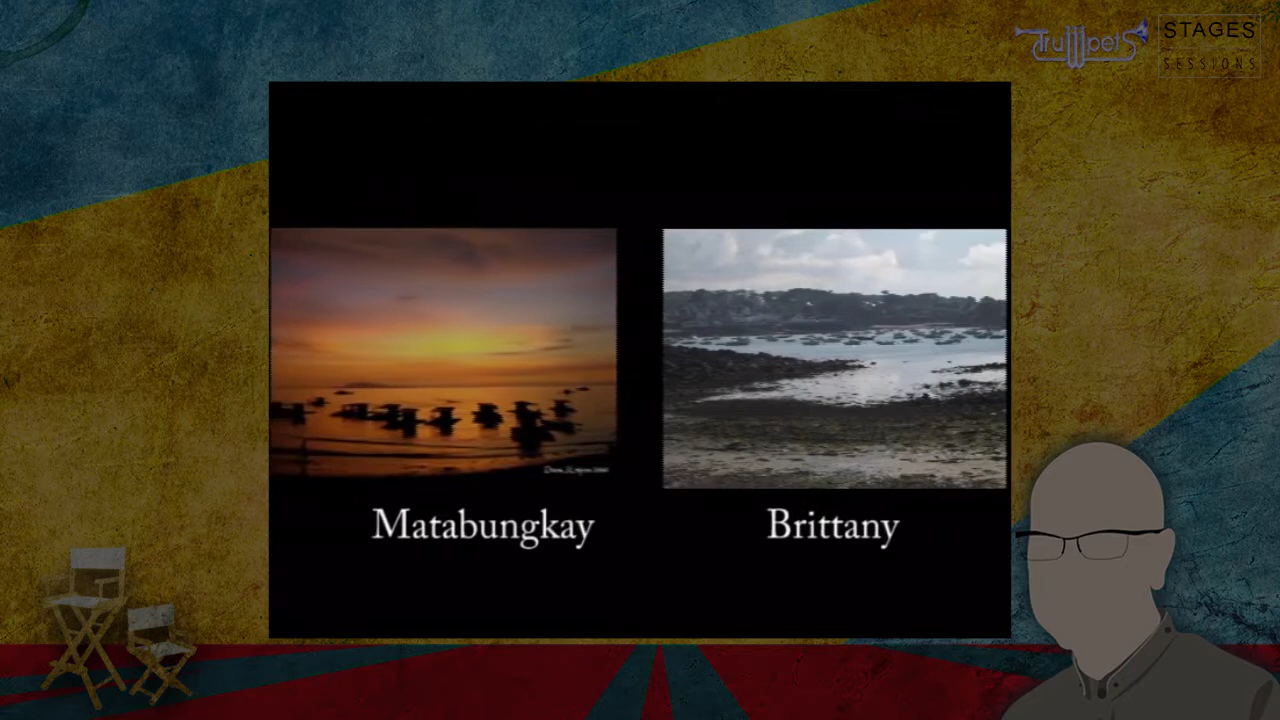 Trumpets
STAGES
SESSIONS
Matabungkay
Brittany